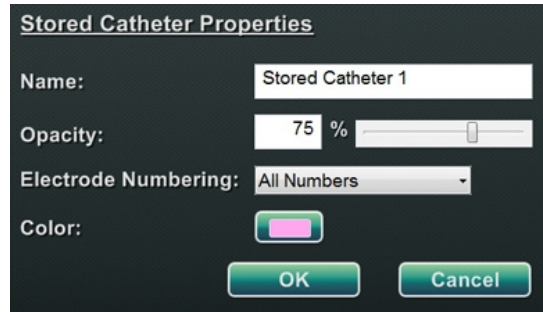 Stored Catheter Properties
Name: Stored Catheter 1
Opacity: 75 %
Electrode Numbering: All Numbers
Color:
OK Cancel